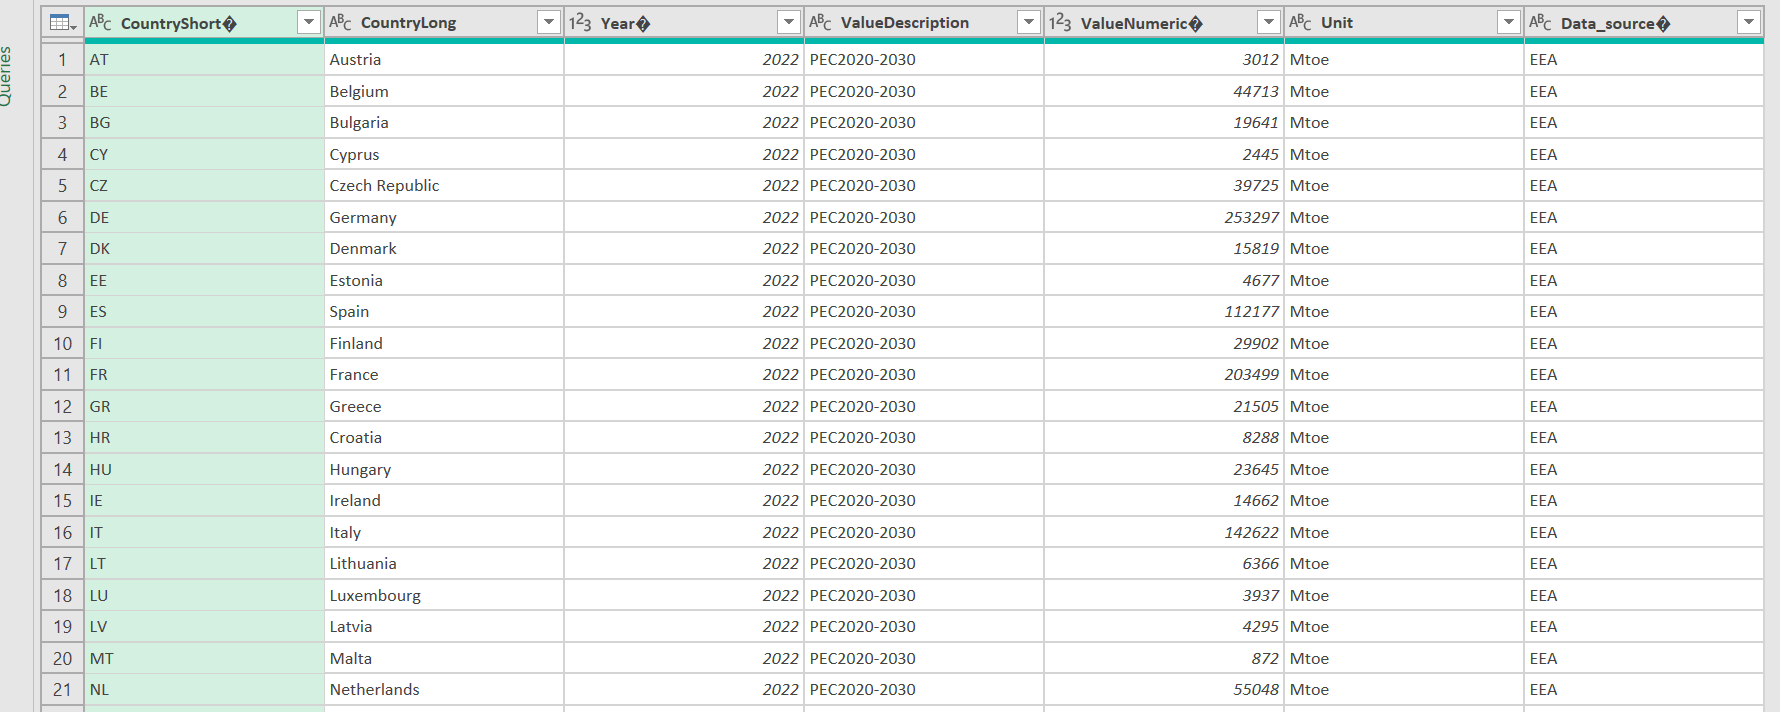 Queries
ABC CountryShort� ABC CountryLong 123 Year� ABC ValueDescription 123 ValueNumeric� ABC Unit ABC Data_source�
1 AT Austria 2022 PEC2020-2030 3012 Mtoe EEA
2 BE Belgium 2022 PEC2020-2030 44713 Mtoe EEA
3 BG Bulgaria 2022 PEC2020-2030 19641 Mtoe EEA
4 CY Cyprus 2022 PEC2020-2030 2445 Mtoe EEA
5 CZ Czech Republic 2022 PEC2020-2030 39725 Mtoe EEA
6 DE Germany 2022 PEC2020-2030 253297 Mtoe EEA
7 DK Denmark 2022 PEC2020-2030 15819 Mtoe EEA
8 EE Estonia 2022 PEC2020-2030 4677 Mtoe EEA
9 ES Spain 2022 PEC2020-2030 112177 Mtoe EEA
10 FI Finland 2022 PEC2020-2030 29902 Mtoe EEA
11 FR France 2022 PEC2020-2030 203499 Mtoe EEA
12 GR Greece 2022 PEC2020-2030 21505 Mtoe EEA
13 HR Croatia 2022 PEC2020-2030 8288 Mtoe EEA
14 HU Hungary 2022 PEC2020-2030 23645 Mtoe EEA
15 IE Ireland 2022 PEC2020-2030 14662 Mtoe EEA
16 IT Italy 2022 PEC2020-2030 142622 Mtoe EEA
17 LT Lithuania 2022 PEC2020-2030 6366 Mtoe EEA
18 LU Luxembourg 2022 PEC2020-2030 3937 Mtoe EEA
19 LV Latvia 2022 PEC2020-2030 4295 Mtoe EEA
20 MT Malta 2022 PEC2020-2030 872 Mtoe EEA
21 NL Netherlands 2022 PEC2020-2030 55048 Mtoe EEA